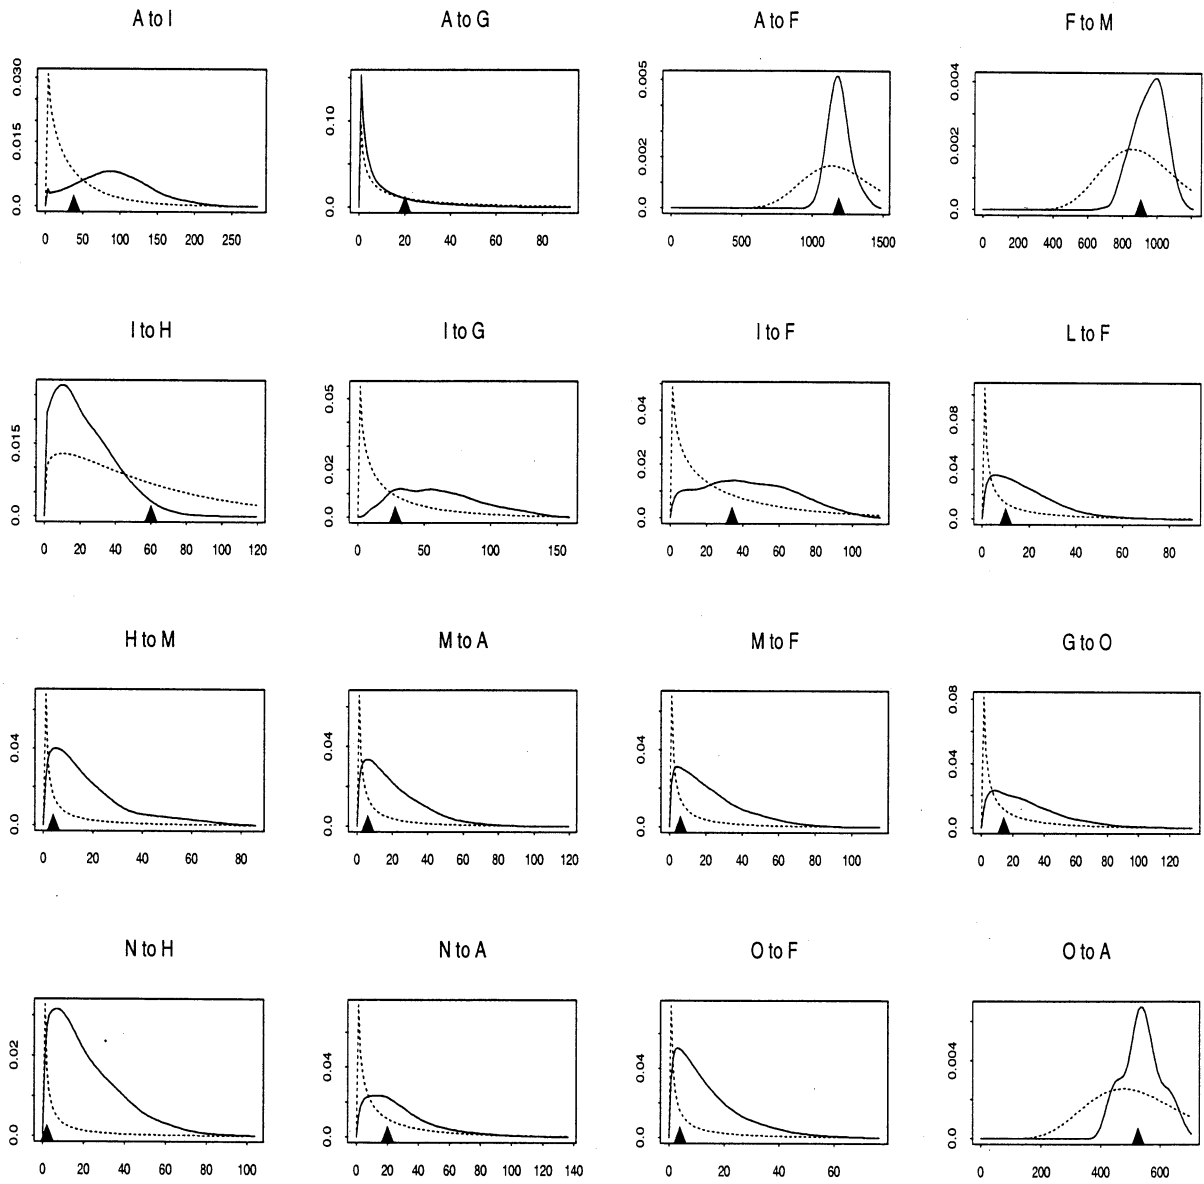 A to I
A to G
A to F
F to M
0.0 0.015 0.030
0.0 0.10
0.0 0.002 0.005
0.0 0.002 0.004
0 50 100 150 200 250
0 20 40 60 80
0 500 1000 1500
0 200 400 600 800 1000
I to H
I to G
I to F
L to F
0.0 0.015
0.0 0.02 0.05
0.0 0.02 0.04
0.0 0.04 0.08
0 20 40 60 80 100 120
0 50 100 150
0 20 40 60 80 100
0 20 40 60 80
H to M
M to A
M to F
G to O
0.0 0.04
0.0 0.04
0.0 0.04
0.0 0.04 0.08
0 20 40 60 80
0 20 40 60 80 100 120
0 20 40 60 80 100
0 20 40 60 80 100 120
N to H
N to A
O to F
O to A
0.0 0.02
0.0 0.04
0.0 0.04
0.0 0.004
0 20 40 60 80 100
0 20 40 60 80 100 120 140
0 20 40 60
0 200 400 600